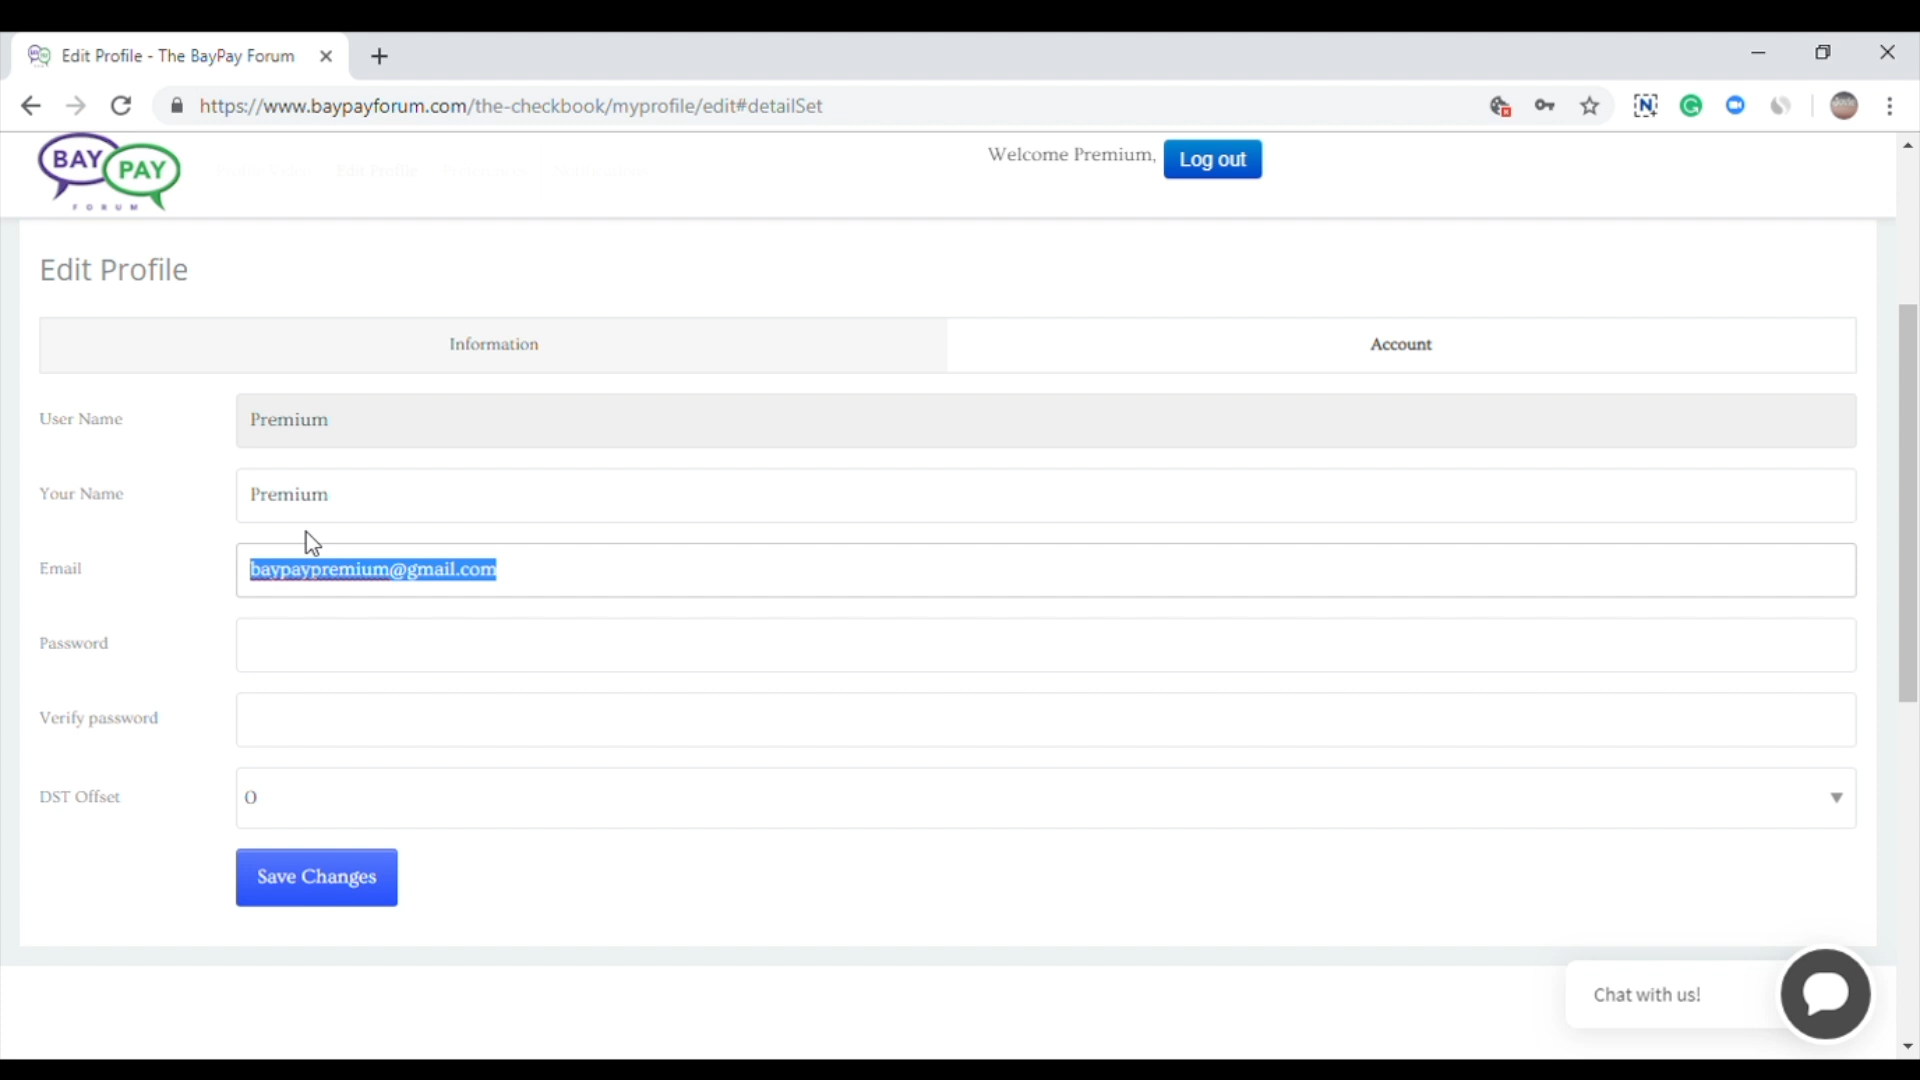 Edit Profile - The BayPay Forum
https://www.baypayforum.com/the-checkbook/myprofile/edit#detailSet
BAY PAY
FORUM
Edit Profile
Welcome Premium, Log out
Edit Profile
Information Account
User Name Premium
Your Name Premium
Email baypaypremium@gmail.com
Password
Verify password
DST Offset 0
Save Changes
Chat with us!